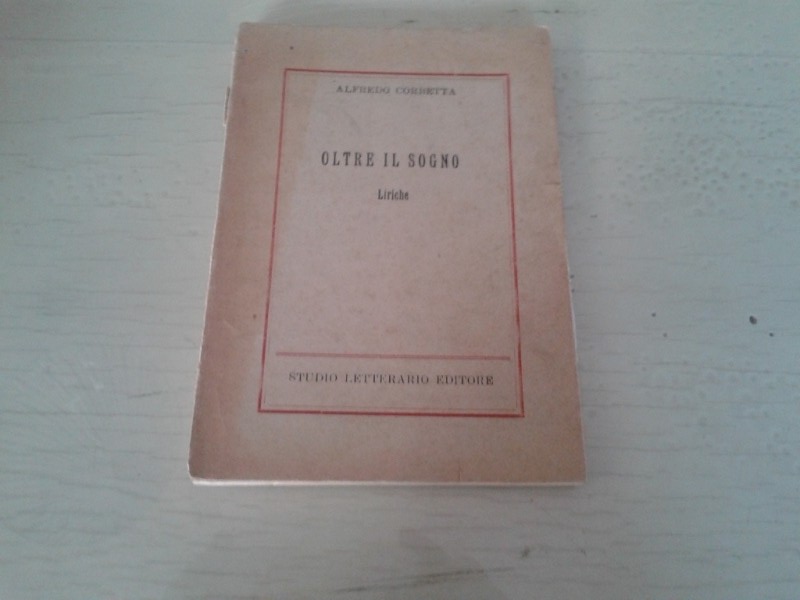 ALFREDO CORBETTA
OLTRE IL SOGNO
Liriche
STUDIO LETTERARIO EDITORE